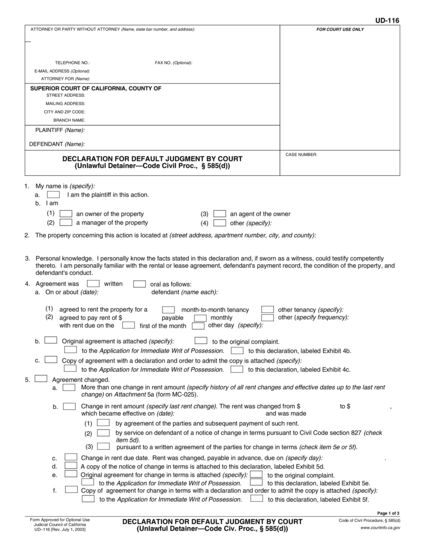 UD-116
ATTORNEY OR PARTY WITHOUT ATTORNEY (Name, state bar number, and address):
FOR COURT USE ONLY
TELEPHONE NO.
FAX NO. (Optional):
E-MAIL ADDRESS (Optional):
ATTORNEY FOR (Name):
SUPERIOR COURT OF CALIFORNIA, COUNTY OF
STREET ADDRESS:
MAILING ADDRESS:
CITY AND ZIP CODE:
BRANCH NAME:
PLAINTIFF (Name):
DEFENDANT (Name):
DECLARATION FOR DEFAULT JUDGMENT BY COURT
(Unlawful Detainer—Code Civil Proc., § 585(d))
CASE NUMBER
1. My name is (specify):
a. I am the plaintiff in this action.
b. I am
(1) an owner of the property (3) an agent of the owner
(2) a manager of the property (4) other (specify):
2. The property concerning this action is located at (street address, apartment number, city, and county):
3. Personal knowledge. I personally know the facts stated in this declaration and, if sworn as a witness, could testify competently
thereto. I am personally familiar with the rental or lease agreement, defendant's payment record, the condition of the property, and
defendant's conduct.
4. Agreement was written oral as follows:
a. On or about (date): defendant (name each):
(1) agreed to rent the property for a month-to-month tenancy other tenancy (specify):
(2) agreed to pay rent of $ payable monthly other (specify frequency):
with rent due on the first of the month other day (specify):
b. Original agreement is attached (specify): to the original complaint.
to the Application for Immediate Writ of Possession. to this declaration, labeled Exhibit 4b.
c. Copy of agreement with a declaration and order to admit the copy is attached (specify):
to the Application for Immediate Writ of Possession. to this declaration, labeled Exhibit 4c.
5. Agreement changed.
a. More than one change in rent amount (specify history of all rent changes and effective dates up to the last rent
change) on Attachment 5a (form MC-025).
b. Change in rent amount (specify last rent change). The rent was changed from $ to $ ,
which became effective on (date): and was made
(1) by agreement of the parties and subsequent payment of such rent.
(2) by service on defendant of a notice of change in terms pursuant to Civil Code section 827 (check
item 5d).
(3) pursuant to a written agreement of the parties for change in terms (check item 5e or 5f).
c. Change in rent due date. Rent was changed, payable in advance, due on (specify day): .
d. A copy of the notice of change in terms is attached to this declaration, labeled Exhibit 5d.
e. Original agreement for change in terms is attached (specify): to the original complaint.
to the Application for Immediate Writ of Possession. to this declaration, labeled Exhibit 5e.
f. Copy of agreement for change in terms with a declaration and order to admit the copy is attached (specify):
to the Application for Immediate Writ of Possession. to this declaration, labeled Exhibit 5f.
Page 1 of 3
Form Approved for Optional Use
Judicial Council of California
UD-116 [Rev. July 1, 2003]
DECLARATION FOR DEFAULT JUDGMENT BY COURT
(Unlawful Detainer—Code Civ. Proc., § 585(d))
Code of Civil Procedure, § 585(d)
www.courtinfo.ca.gov